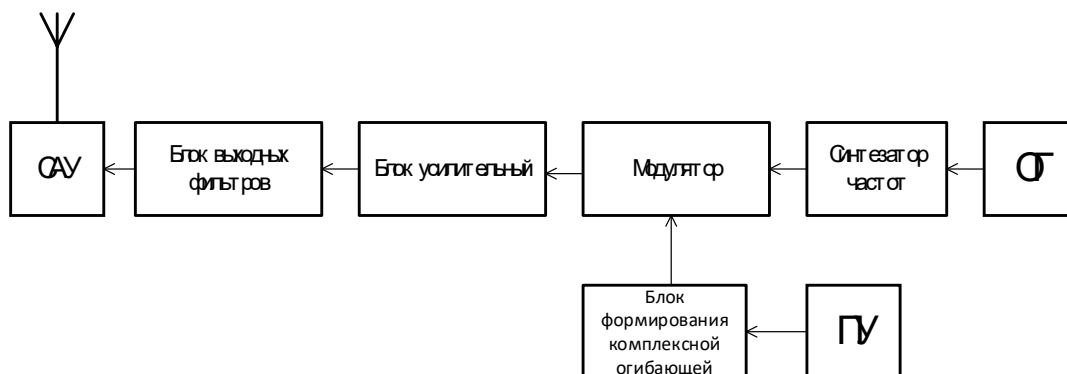 САУ
Блок выходных
фильтров
Блок усилительный
Модулятор
Синтезатор
частот
ОГ
Блок
формирования
комплексной
огибающей
ПУ